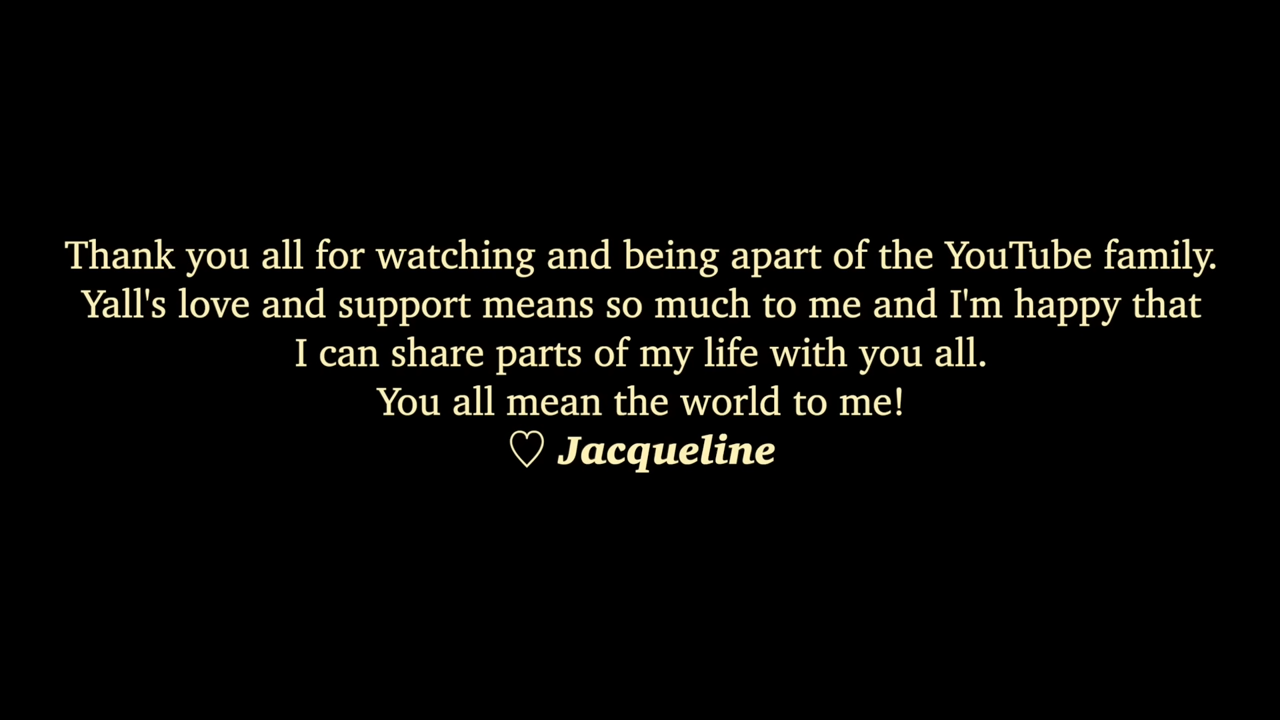 Thank you all for watching and being apart of the YouTube family.
Yall's love and support means so much to me and I'm happy that
I can share parts of my life with you all.
You all mean the world to me!
♡ Jacqueline